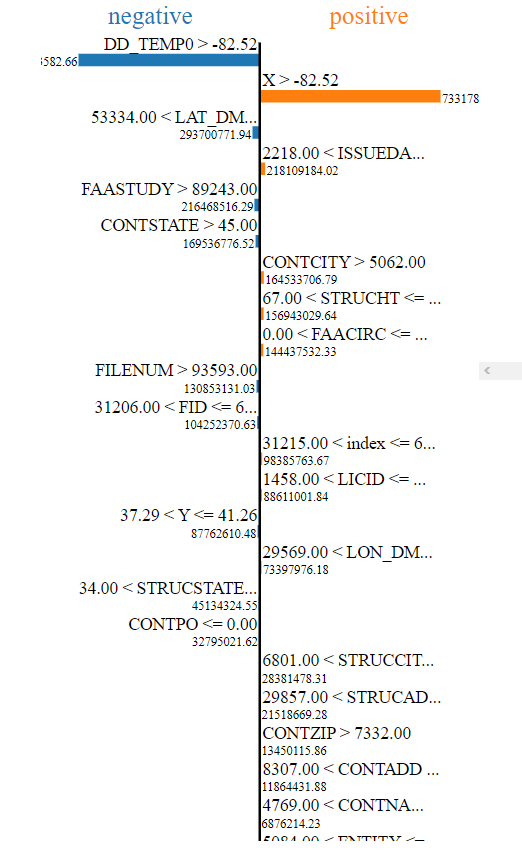 negative positive
DD_TEMP0 > -82.52
582.66
X > -82.52
733178
53334.00 < LAT_DM...
293700771.94
2218.00 < ISSUEDA...
218109184.02
FAASTUDY > 89243.00
216468516.29
CONTSTATE > 45.00
169536776.52
CONTCITY > 5062.00
164533706.79
67.00 < STRUCHT <= ...
156943029.64
0.00 < FAACIRC <= ...
144437532.33
FILENUM > 93593.00
130853131.03
31206.00 < FID <= 6...
104252370.63
31215.00 < index <= 6...
98385763.67
1458.00 < LICID <= ...
88611001.84
37.29 < Y <= 41.26
87762610.48
29569.00 < LON_DM...
73397976.18
34.00 < STRUCSTATE...
45134324.55
CONTPO <= 0.00
32795021.62
6801.00 < STRUCCIT...
28381478.31
29857.00 < STRUCAD...
21518669.28
CONTZIP > 7332.00
13450115.86
8307.00 < CONTADD ...
11864431.88
4769.00 < CONTNA...
6876214.23
5084.00 < ENTITY <=